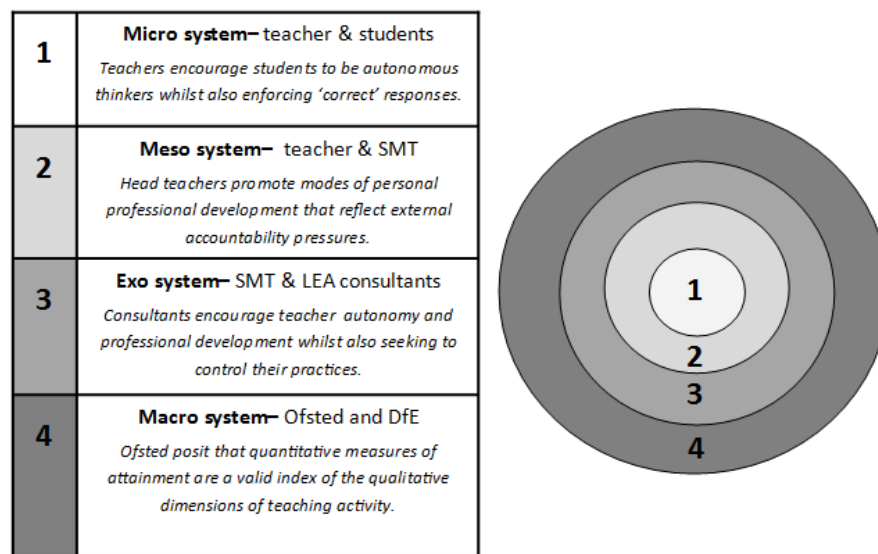 1
Micro system– teacher & students
Teachers encourage students to be autonomous
thinkers whilst also enforcing ‘correct’ responses.
2
Meso system– teacher & SMT
Head teachers promote modes of personal
professional development that reflect external
accountability pressures.
3
Exo system– SMT & LEA consultants
Consultants encourage teacher autonomy and
professional development whilst also seeking to
control their practices.
4
Macro system– Ofsted and DfE
Ofsted posit that quantitative measures of
attainment are a valid index of the qualitative
dimensions of teaching activity.
1
2
3
4